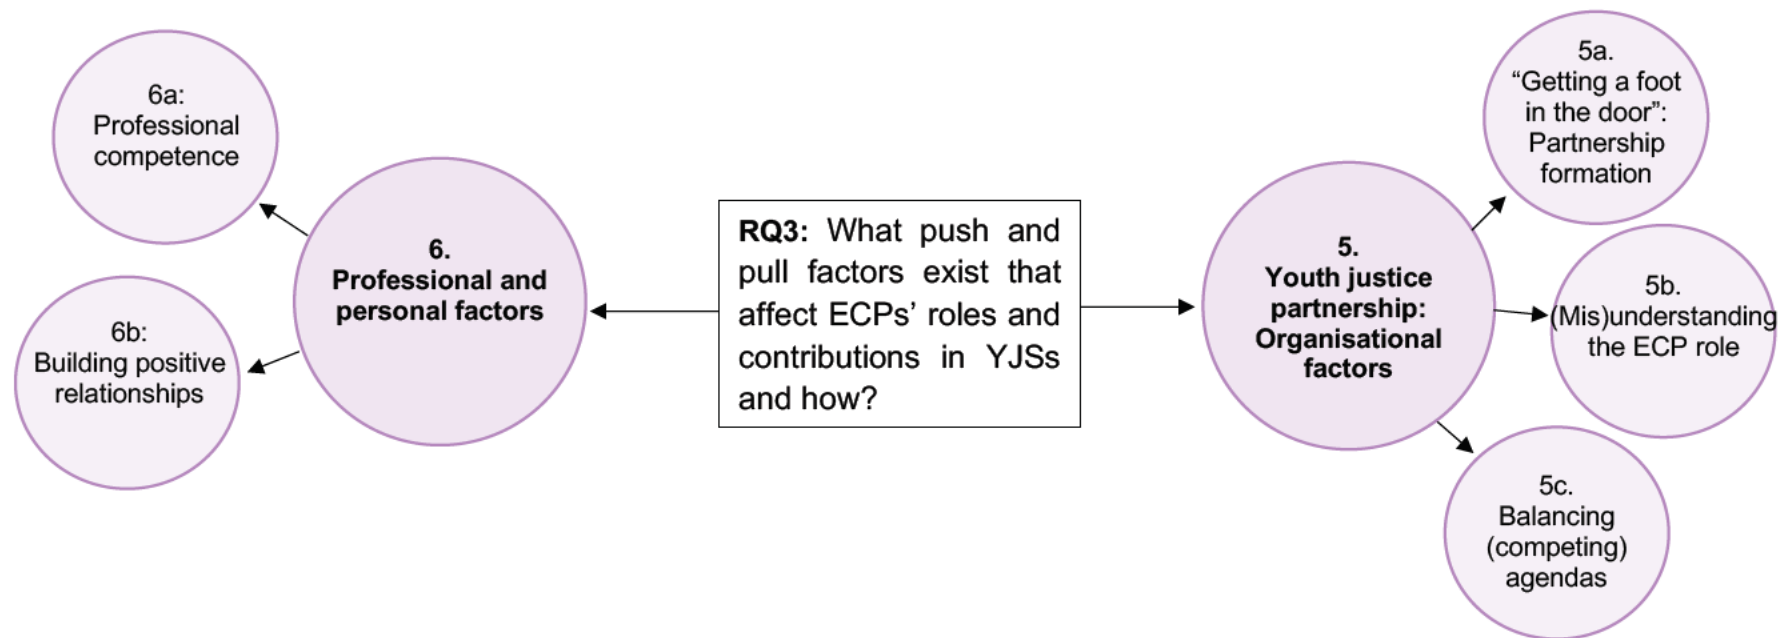 6a:
Professional
competence
6b:
Building positive
relationships
6.
Professional and
personal factors
RQ3: What push and
pull factors exist that
affect ECPs’ roles and
contributions in YJSs
and how?
5.
Youth justice
partnership:
Organisational
factors
5a.
“Getting a foot
in the door”:
Partnership
formation
5b.
(Mis)understanding
the ECP role
5c.
Balancing
(competing)
agendas